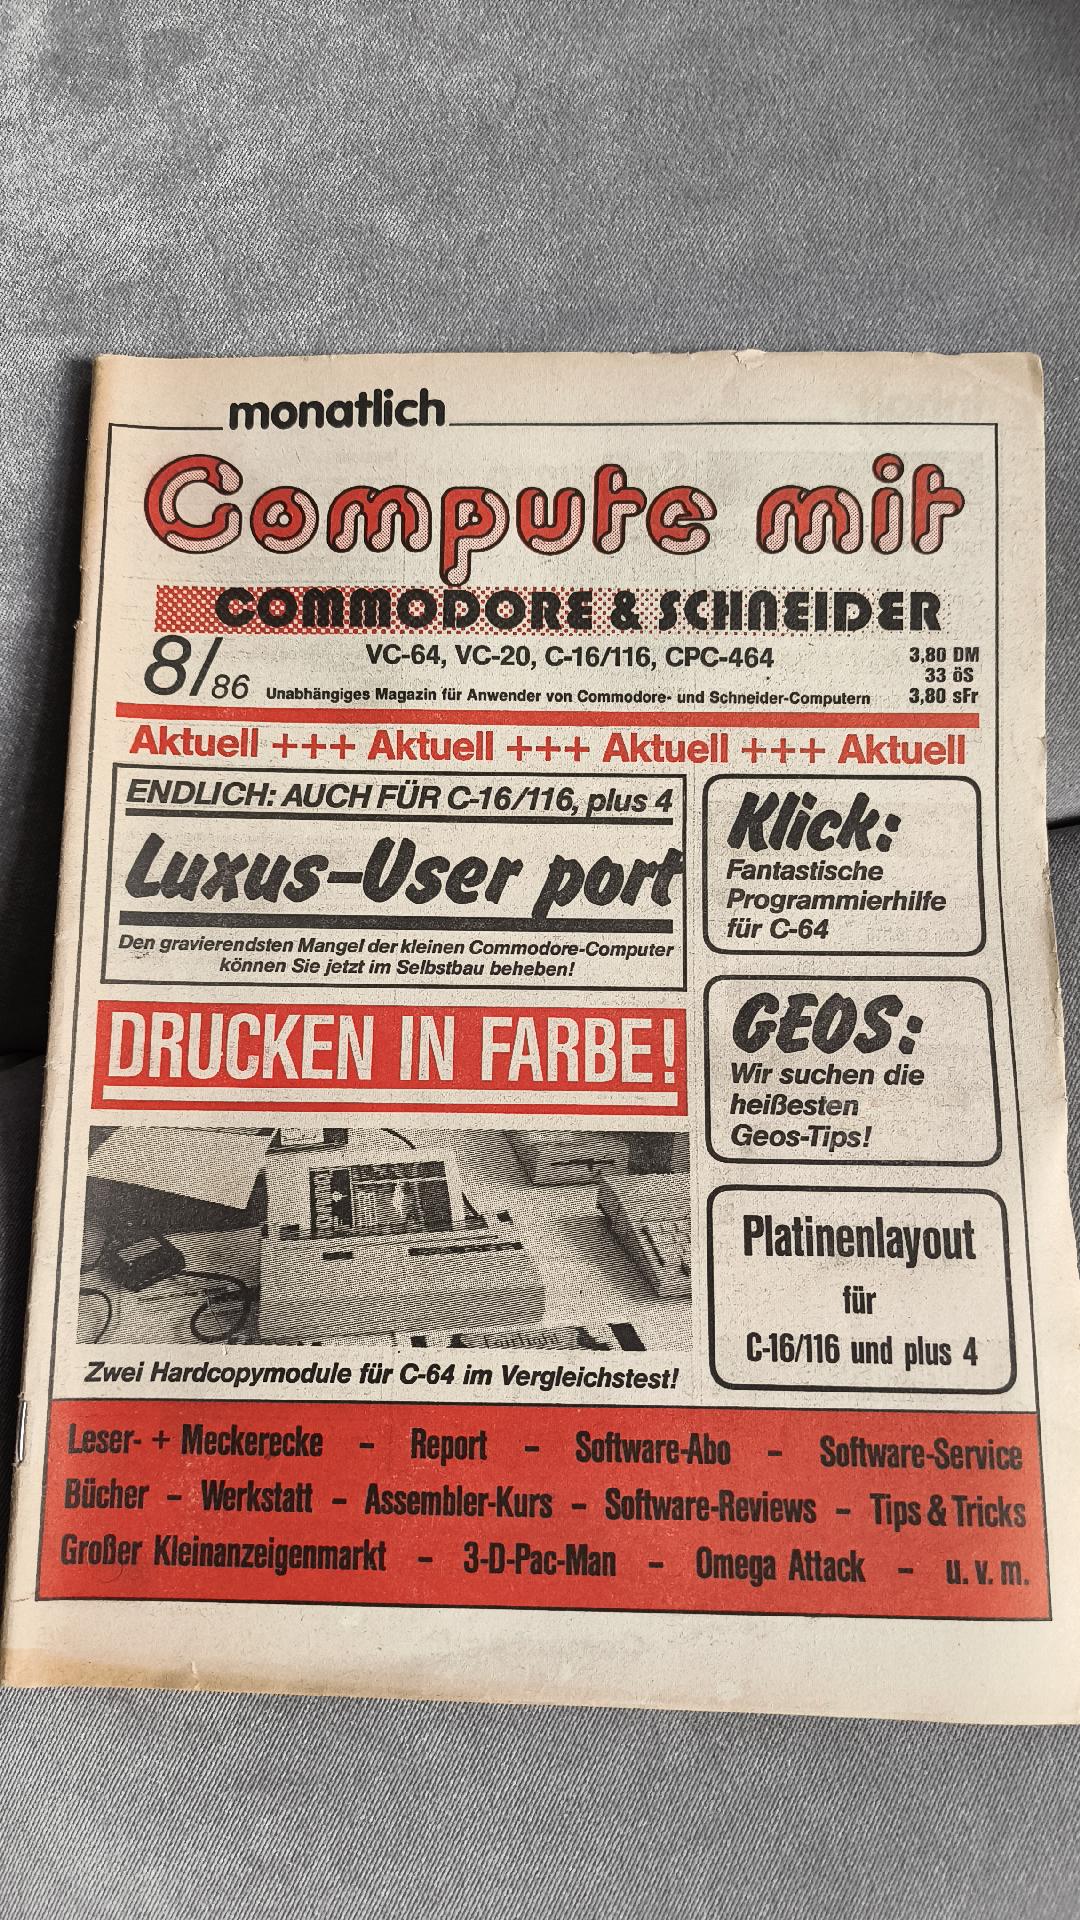 monatlich
Compute mit
COMMODORE & SCHNEIDER
8/86
VC-64, VC-20, C-16/116, CPC-464
Unabhängiges Magazin für Anwender von Commodore- und Schneider-Computern
3,80 DM
33 öS
3,80 sFr
Aktuell +++ Aktuell +++ Aktuell +++ Aktuell
ENDLICH: AUCH FÜR C-16/116, plus 4
Luxus-User port
Den gravierendsten Mangel der kleinen Commodore-Computer
können Sie jetzt im Selbstbau beheben!
Klick:
Fantastische
Programmierhilfe
für C-64
DRUCKEN IN FARBE!
GEOS:
Wir suchen die
heißesten
Geos-Tips!
Zwei Hardcopymodule für C-64 im Vergleichstest!
Platinenlayout
für
C-16/116 und plus 4
Leser- + Meckerecke – Report – Software-Abo – Software-Service
Bücher – Werkstatt – Assembler-Kurs – Software-Reviews – Tips & Tricks
Großer Kleinanzeigenmarkt – 3-D-Pac-Man – Omega Attack – u. v. m.